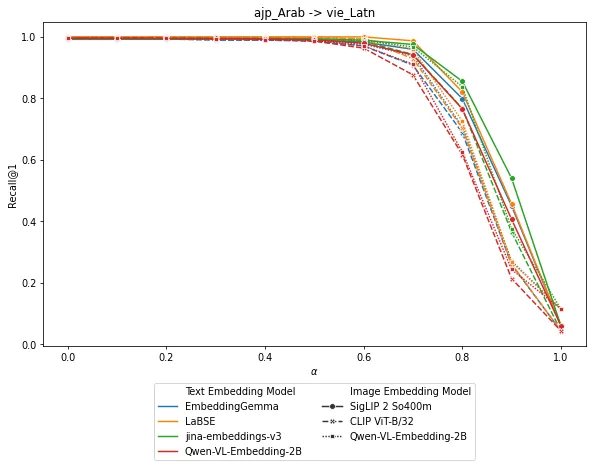 ajp_Arab -> vie_Latn
Recall@1
1.0
0.8
0.6
0.4
0.2
0.0
0.0 0.2 0.4 0.6 0.8 1.0
α
Text Embedding Model
EmbeddingGemma
LaBSE
jina-embeddings-v3
Qwen-VL-Embedding-2B
Image Embedding Model
SigLIP 2 So400m
CLIP ViT-B/32
Qwen-VL-Embedding-2B